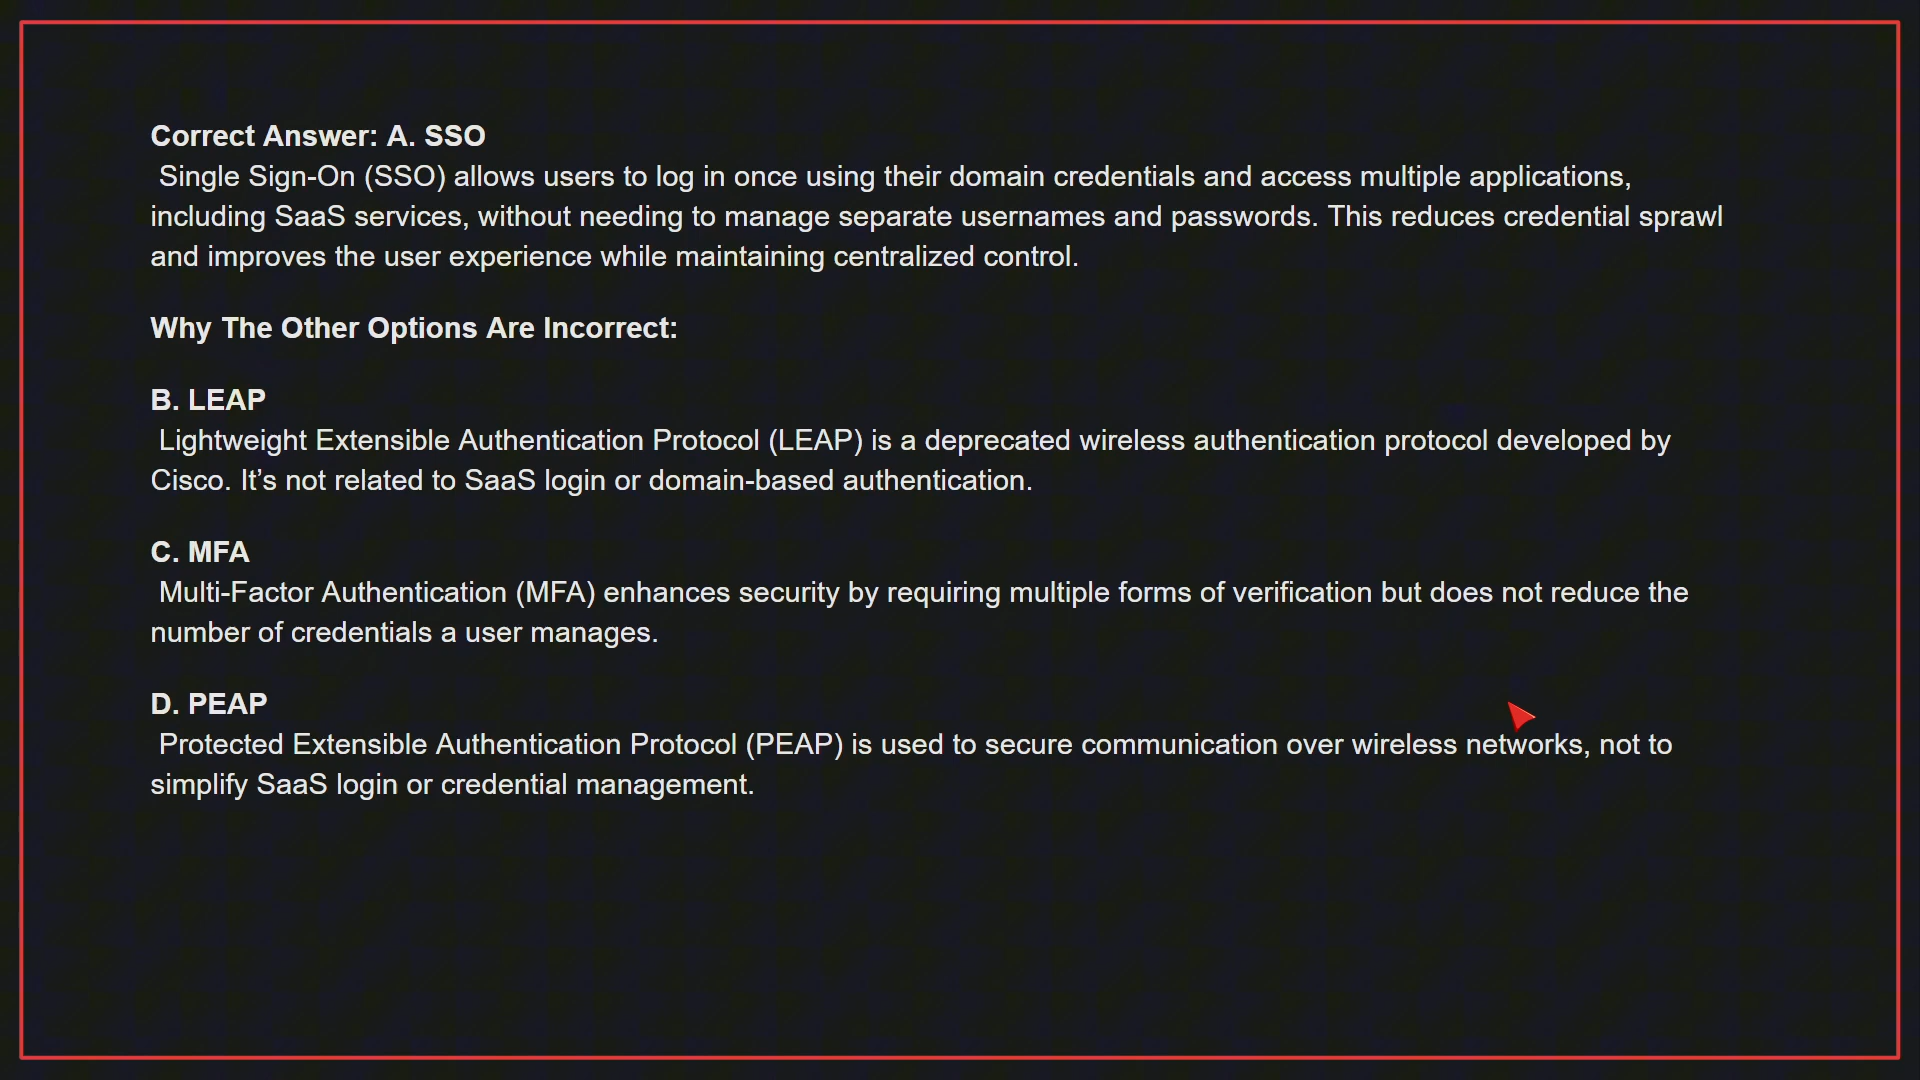 Correct Answer: A. SSO
Single Sign-On (SSO) allows users to log in once using their domain credentials and access multiple applications,
including SaaS services, without needing to manage separate usernames and passwords. This reduces credential sprawl
and improves the user experience while maintaining centralized control.
Why The Other Options Are Incorrect:
B. LEAP
Lightweight Extensible Authentication Protocol (LEAP) is a deprecated wireless authentication protocol developed by
Cisco. It’s not related to SaaS login or domain-based authentication.
C. MFA
Multi-Factor Authentication (MFA) enhances security by requiring multiple forms of verification but does not reduce the
number of credentials a user manages.
D. PEAP
Protected Extensible Authentication Protocol (PEAP) is used to secure communication over wireless networks, not to
simplify SaaS login or credential management.